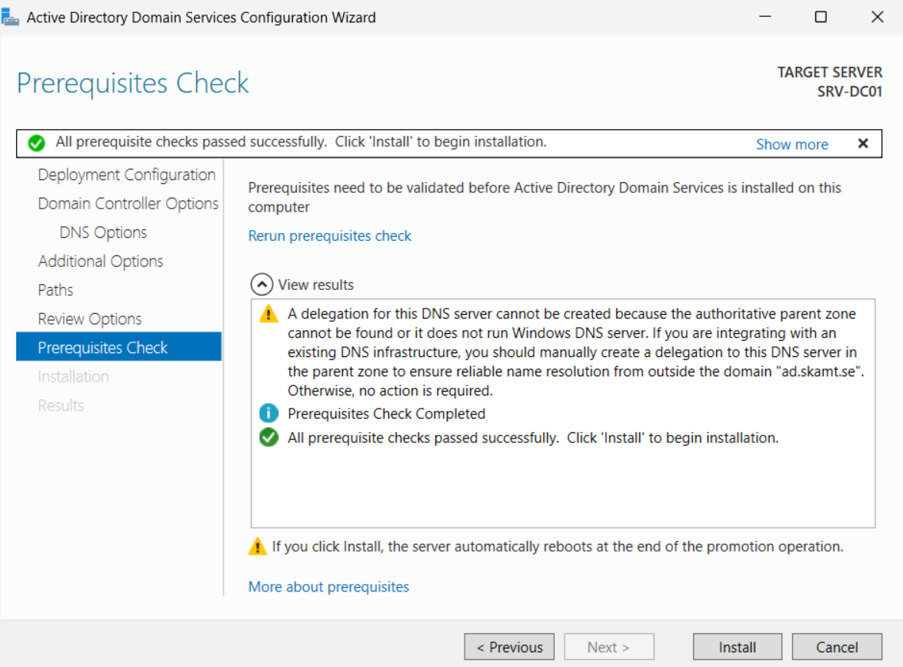 Active Directory Domain Services Configuration Wizard
Prerequisites Check
TARGET SERVER
SRV-DC01
All prerequisite checks passed successfully.  Click 'Install' to begin installation.
Show more
Deployment Configuration
Domain Controller Options
DNS Options
Additional Options
Paths
Review Options
Prerequisites Check
Installation
Results
Prerequisites need to be validated before Active Directory Domain Services is installed on this
computer
Rerun prerequisites check
View results
A delegation for this DNS server cannot be created because the authoritative parent zone
cannot be found or it does not run Windows DNS server. If you are integrating with an
existing DNS infrastructure, you should manually create a delegation to this DNS server in
the parent zone to ensure reliable name resolution from outside the domain "ad.skamt.se".
Otherwise, no action is required.
Prerequisites Check Completed
All prerequisite checks passed successfully.  Click 'Install' to begin installation.
If you click Install, the server automatically reboots at the end of the promotion operation.
More about prerequisites
< Previous
Next >
Install
Cancel